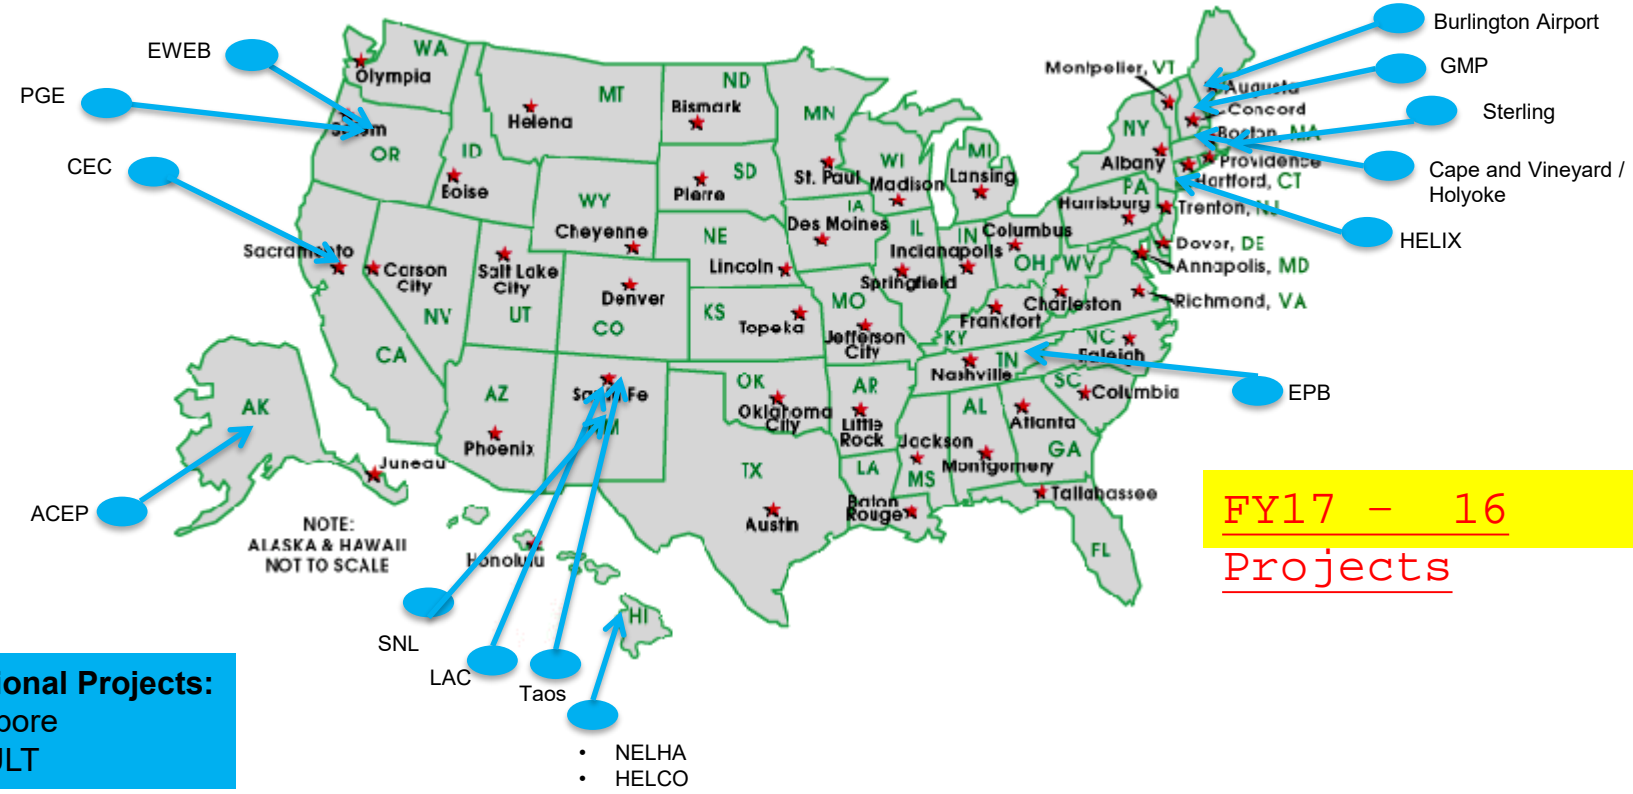 Burlington Airport
EWEB
WA
Olympia
PGE
MT
ND
Bismark
Helena
MN
Montpelier, VT
GMP
Augusta
Concord
Sterling
Boston, MA
NY
Albany
Providence
Hartford, CT
Cape and Vineyard /
Holyoke
CEC
OR
ID
Boise
SD
Pierre
St. Paul
WI
Madison
MI
Lansing
WY
Cheyenne
IA
Des Moines
PA
Harrisburg
Trenton, NJ
HELIX
NE
Lincoln
IL
Springfield
IN
Indianapolis
Columbus
OH
WV
Charleston
Dover, DE
Annapolis, MD
Richmond, VA
Sacramento
Carson
City
NV
Salt Lake
City
UT
Denver
CO
KS
Topeka
MO
Jefferson
City
Frankfort
KY
CA
AZ
Phoenix
Santa Fe
OK
Oklahoma
City
AR
Little
Rock
TN
Nashville
NC
Raleigh
SC
Columbia
EPB
AK
Juneau
TX
Austin
LA
Baton
Rouge
Jackson
MS
AL
Montgomery
Atlanta
GA
Tallahassee
FL
ACEP
NOTE:
ALASKA & HAWAII
NOT TO SCALE
Honolulu
HI
FY17 – 16
Projects
SNL
LAC
Taos
ional Projects:
pore
ULT
• NELHA
• HELCO